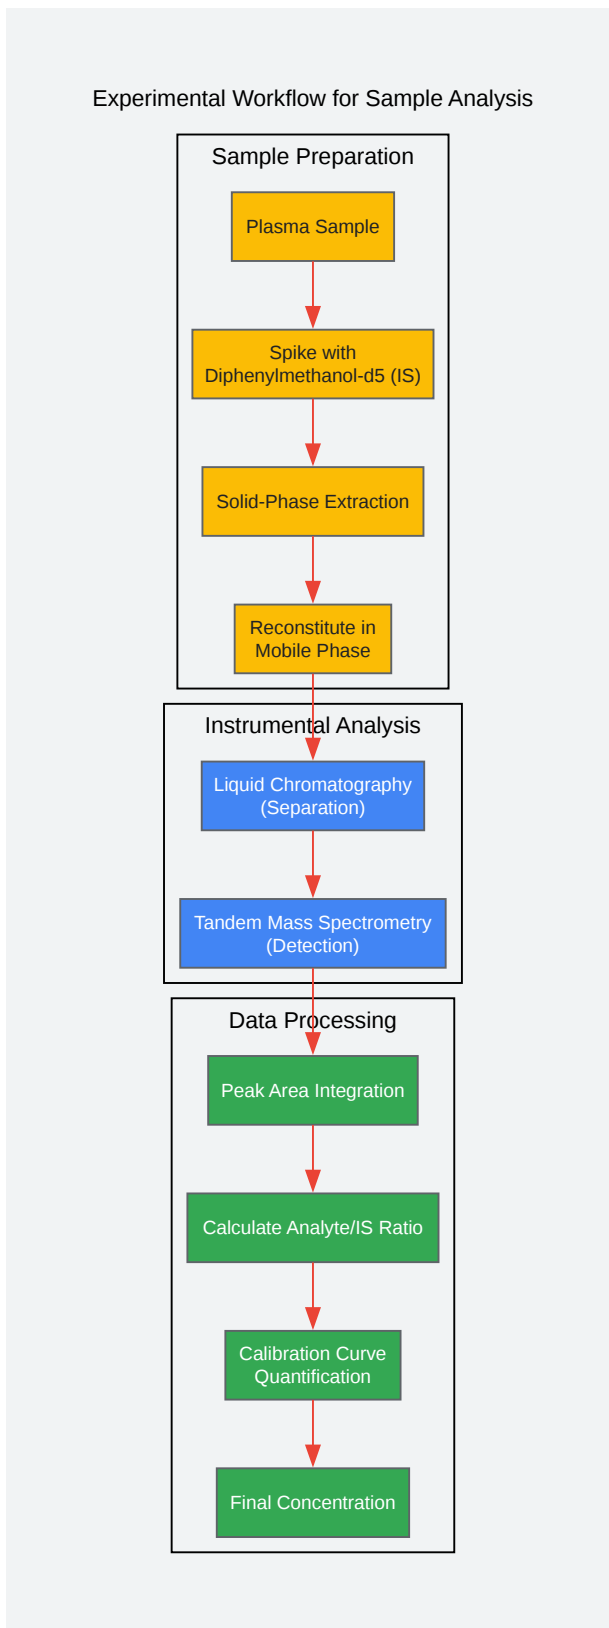 Experimental Workflow for Sample Analysis
Sample Preparation
Plasma Sample
Spike with
Diphenylmethanol-d5 (IS)
Solid-Phase Extraction
Reconstitute in
Mobile Phase
Instrumental Analysis
Liquid Chromatography
(Separation)
Tandem Mass Spectrometry
(Detection)
Data Processing
Peak Area Integration
Calculate Analyte/IS Ratio
Calibration Curve
Quantification
Final Concentration